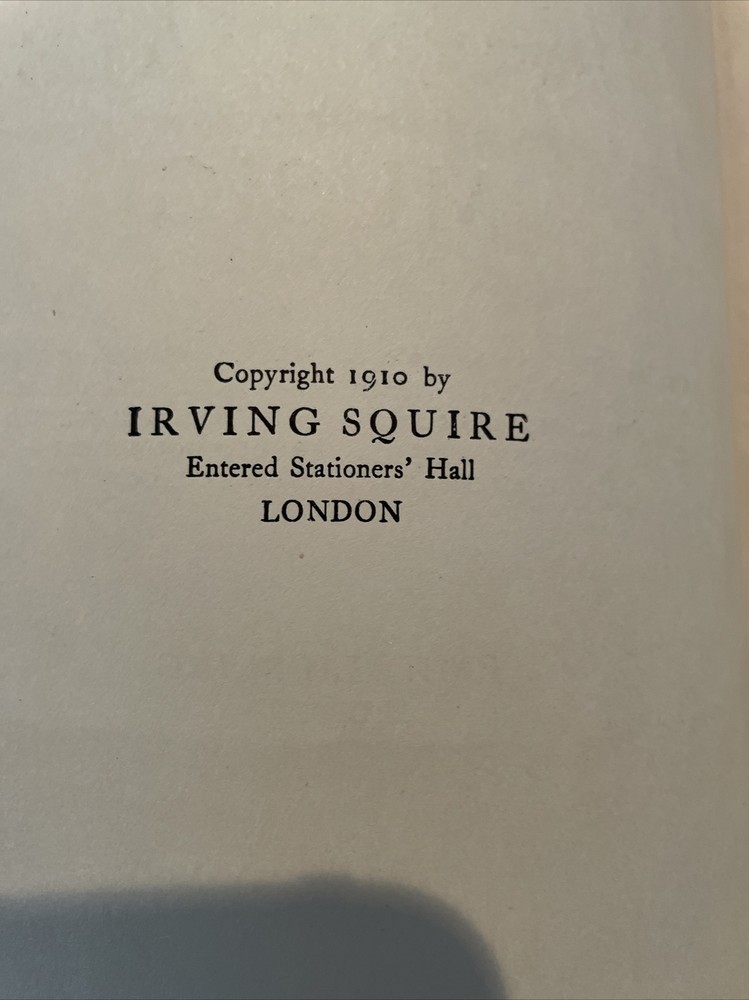 Copyright 1910 by
IRVING SQUIRE
Entered Stationers' Hall
LONDON